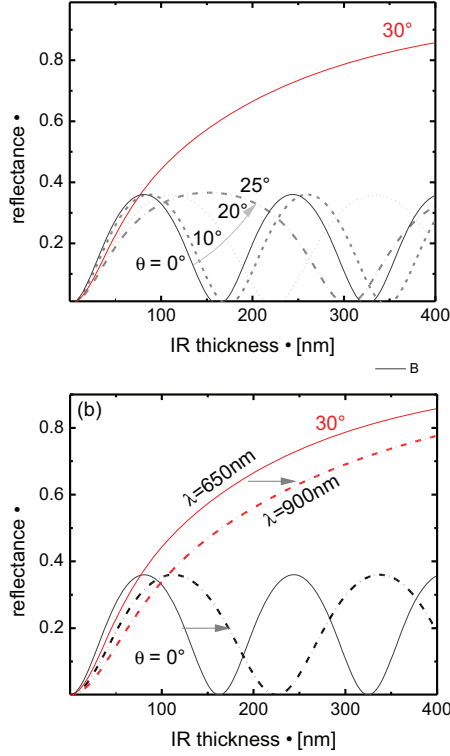 30°
0.8
0.6
reflectance •
0.4
25°
20°
0.2
10°
θ = 0°
100 200 300 400
IR thickness • [nm]
B
(b)
30°
0.8
λ=650nm
0.6
λ=900nm
reflectance •
0.4
0.2
θ = 0°
0 100 200 300 400
IR thickness • [nm]